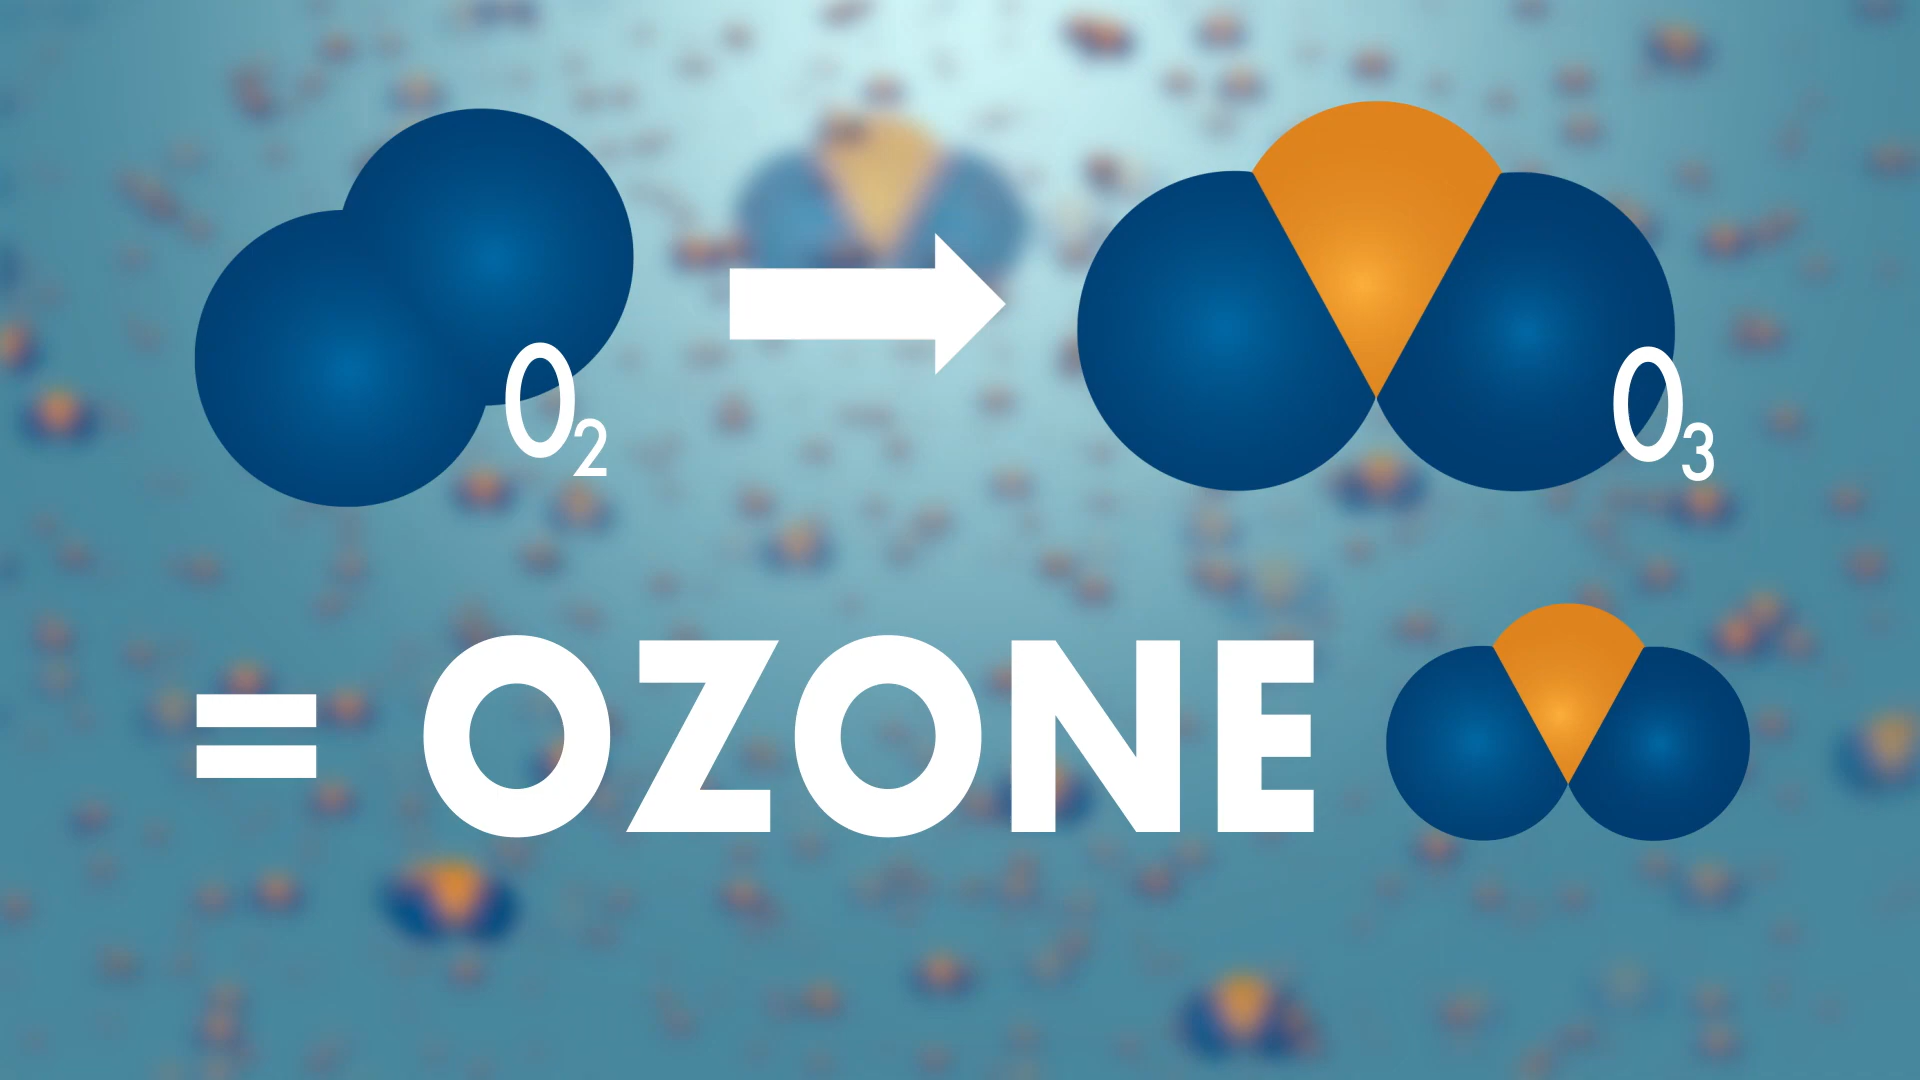 O₂
O₃
= OZONE